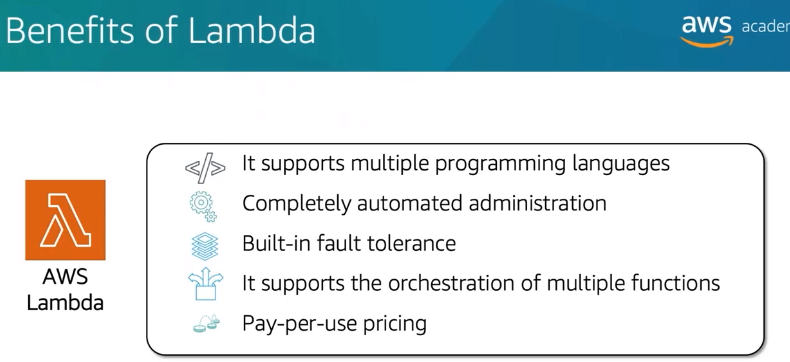 Benefits of Lambda
aws
</>
It supports multiple programming languages
Completely automated administration
Built-in fault tolerance
It supports the orchestration of multiple functions
Pay-per-use pricing
AWS
Lambda